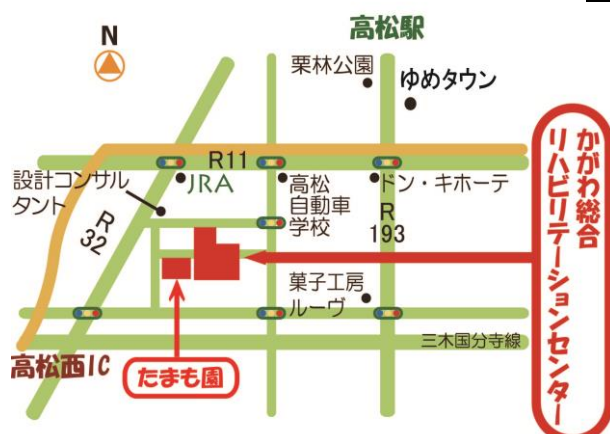 高松駅
N
栗林公園
ゆめタウン
R11
設計コンサル
タント
JRA
高松
自動車
学校
ドン・キホーテ
R
32
R
193
菓子工房
ルーヴ
三木国分寺線
高松西IC
たまも園
かがわ総合
リハビリテーションセンター